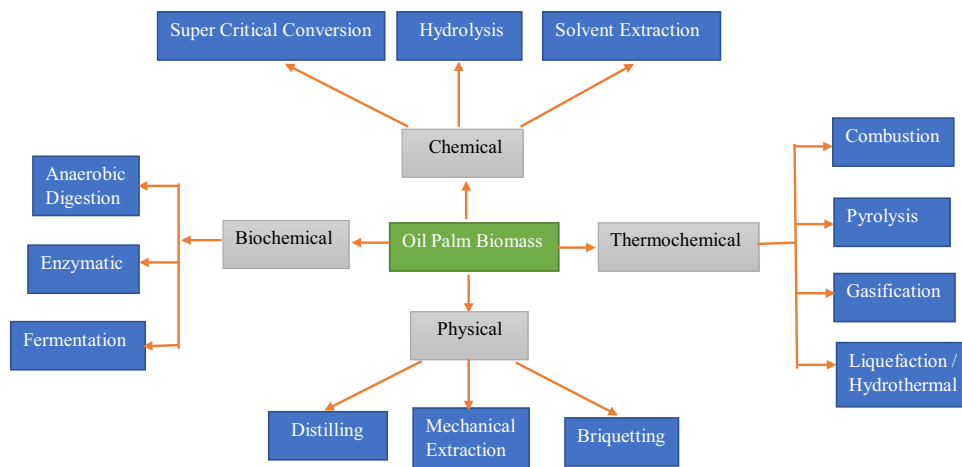 Super Critical Conversion
Hydrolysis
Solvent Extraction
Chemical
Combustion
Anaerobic
Digestion
Biochemical
Oil Palm Biomass
Thermochemical
Pyrolysis
Enzymatic
Gasification
Fermentation
Physical
Liquefaction /
Hydrothermal
Distilling
Mechanical
Extraction
Briquetting